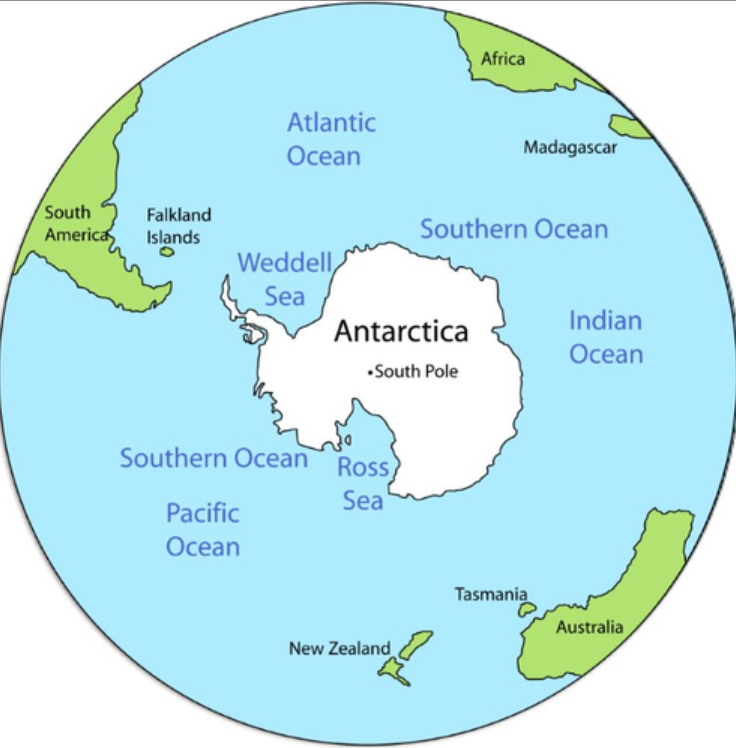 Africa
Atlantic
Ocean
Madagascar
South
America
Falkland
Islands
Southern Ocean
Weddell
Sea
Indian
Ocean
Antarctica
South Pole
Southern Ocean
Ross
Sea
Pacific
Ocean
Tasmania
Australia
New Zealand